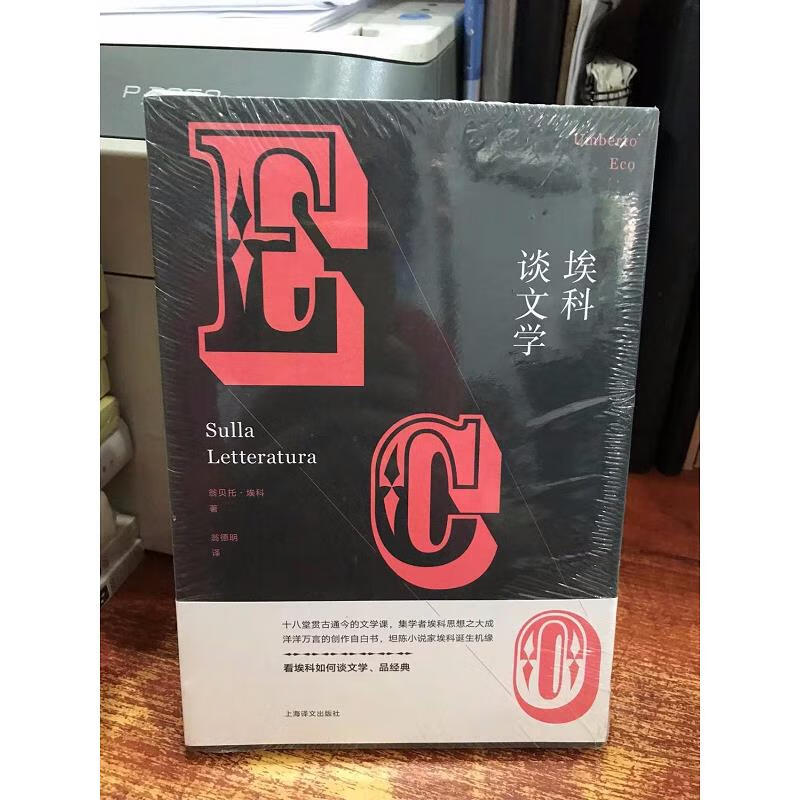 E
C
O
Umberto
Eco
埃科
谈文学
Sulla
Letteratura
翁贝托·埃科
著
翁德明
译
十八堂贯古通今的文学课，集学者埃科思想之大成
洋洋万言的创作自白书，坦陈小说家埃科诞生机缘
看埃科如何谈文学、品经典
上海译文出版社